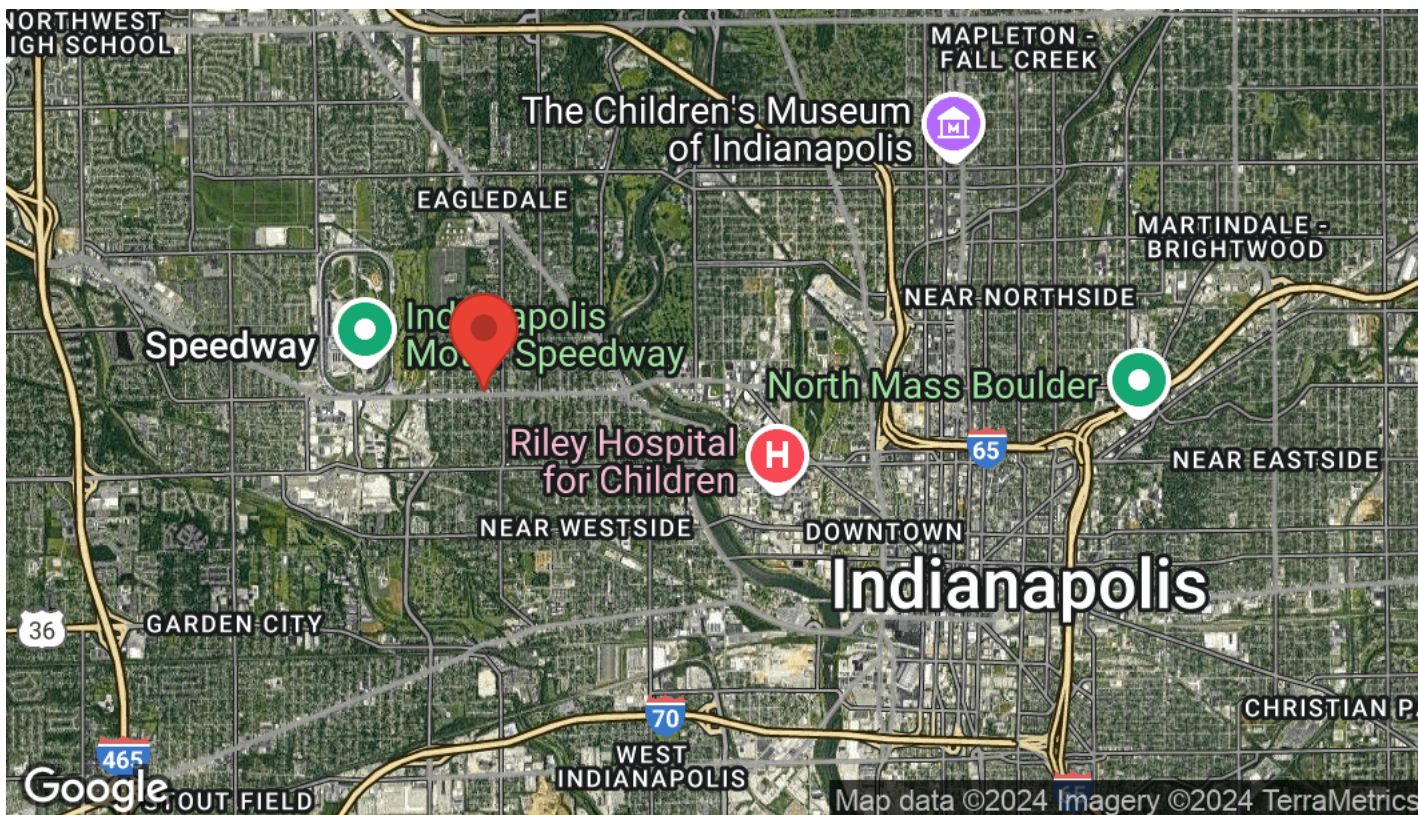 NORTHWEST
HIGH SCHOOL
MAPLETON -
FALL CREEK
The Children's Museum
of Indianapolis
M
EAGLEDALE
MARTINDALE -
BRIGHTWOOD
NEAR NORTHSIDE
Indianapolis
Motor Speedway
Speedway
North Mass Boulder
Riley Hospital
for Children
H
65
NEAR EASTSIDE
NEAR WESTSIDE
DOWNTOWN
Indianapolis
36
GARDEN CITY
70
CHRISTIAN P
465
WEST
INDIANAPOLIS
Google
STOUT FIELD
65
Map data ©2024 Imagery ©2024 TerraMetrics